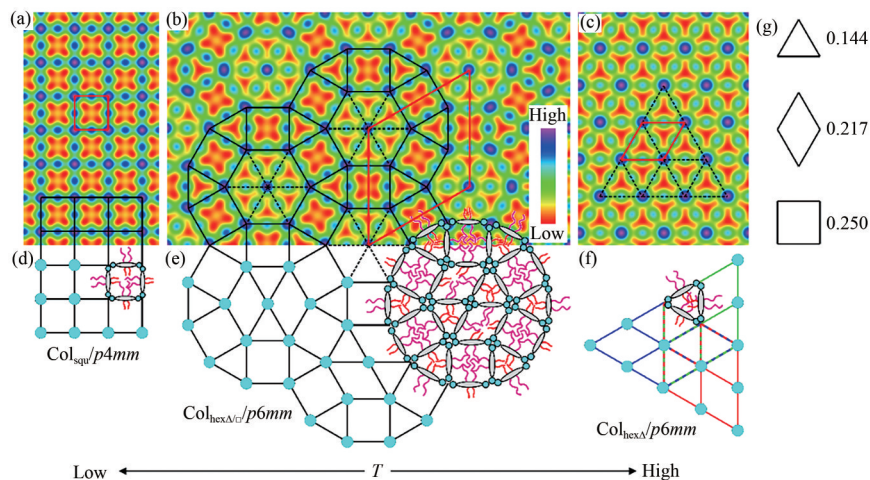 (a)
(b)
(c)
(g)
0.144
0.217
0.250
High
Low
(d)
(e)
(f)
Col_squ/p4mm
Col_hexΔ/□/p6mm
Col_hexΔ/p6mm
Low T High